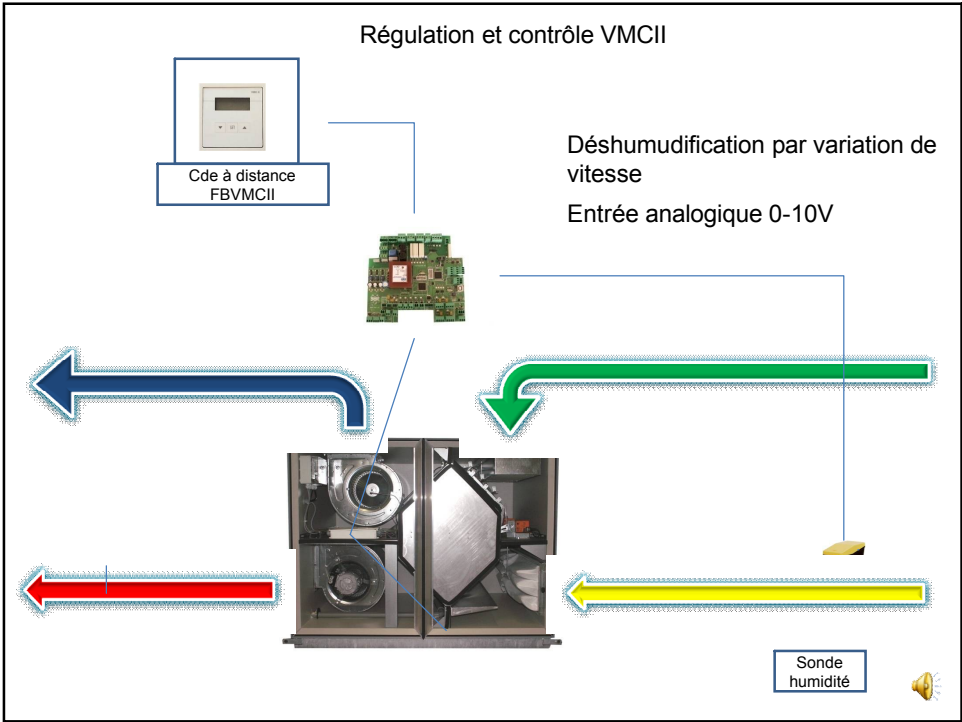 Régulation et contrôle VMCII
Cde à distance
FBVMCII
Déshumudification par variation de
vitesse
Entrée analogique 0-10V
Sonde
humidité